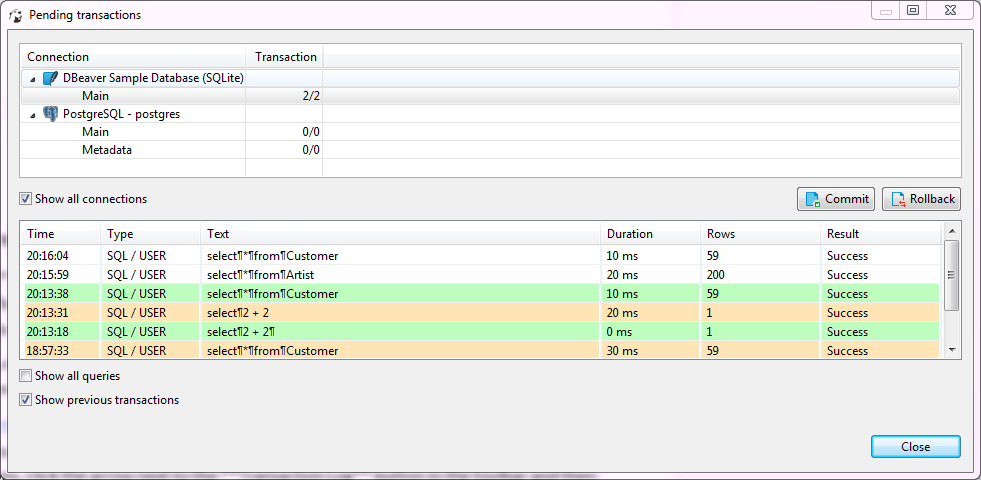 Pending transactions
Connection Transaction
DBeaver Sample Database (SQLite)
Main 2/2
PostgreSQL - postgres
Main 0/0
Metadata 0/0
Show all connections Commit Rollback
Time Type Text Duration Rows Result
20:16:04 SQL / USER select¶*¶from¶Customer 10 ms 59 Success
20:15:59 SQL / USER select¶*¶from¶Artist 20 ms 200 Success
20:13:38 SQL / USER select¶*¶from¶Customer 10 ms 59 Success
20:13:31 SQL / USER select¶2 + 2 20 ms 1 Success
20:13:18 SQL / USER select¶2 + 2¶ 0 ms 1 Success
18:57:33 SQL / USER select¶*¶from¶Customer 30 ms 59 Success
Show all queries
Show previous transactions
Close